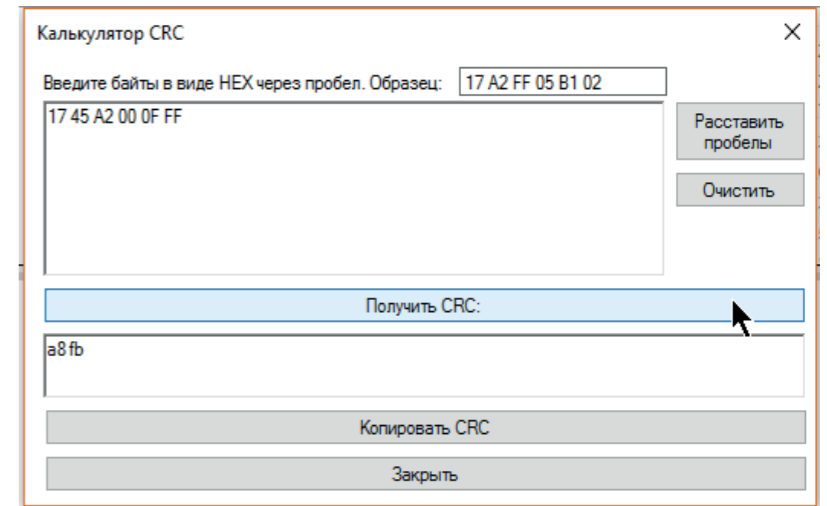 Калькулятор CRC
Введите байты в виде HEX через пробел. Образец: 17 A2 FF 05 B1 02
17 45 A2 00 0F FF
Расставить
пробелы
Очистить
Получить CRC:
a8 fb
Копировать CRC
Закрыть